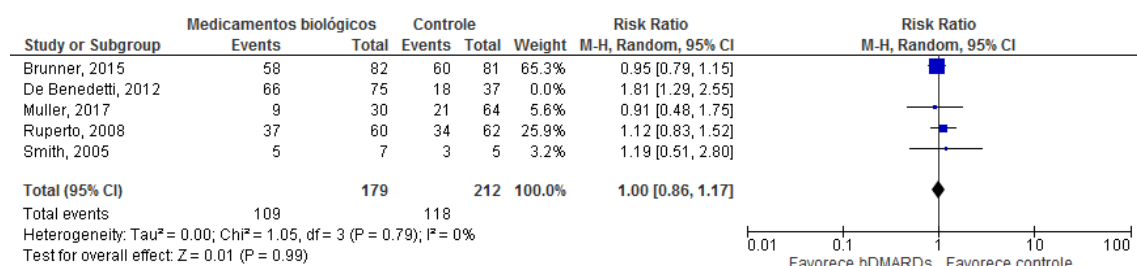 Medicamentos biológicos Controle Risk Ratio Risk Ratio
Study or Subgroup Events Total Events Total Weight M-H, Random, 95% CI M-H, Random, 95% CI
Brunner, 2015 58 82 60 81 65.3% 0.95 [0.79, 1.15]
De Benedetti, 2012 66 75 18 37 0.0% 1.81 [1.29, 2.55]
Muller, 2017 9 30 21 64 5.6% 0.91 [0.48, 1.75]
Ruperto, 2008 37 60 34 62 25.9% 1.12 [0.83, 1.52]
Smith, 2005 5 7 3 5 3.2% 1.19 [0.51, 2.80]
Total (95% CI) 179 212 100.0% 1.00 [0.86, 1.17]
Total events 109 118
Heterogeneity: Tau² = 0.00; Chi² = 1.05, df = 3 (P = 0.79); I² = 0%
Test for overall effect: Z = 0.01 (P = 0.99)
0.01 0.1 1 10 100
Favorece bDMARDs Favorece controle